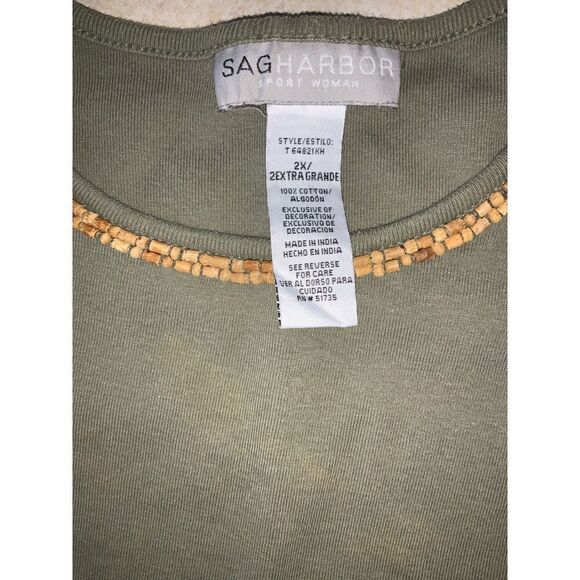 SAGHARBOR
SPORT WOMAN
STYLE/ESTILO:
T 64821KH
2X/
2EXTRA GRANDE
100% COTTON/
ALGODÓN
EXCLUSIVE OF
DECORATION/
EXCLUSIVO DE
DECORACION
MADE IN INDIA
HECHO EN INDIA
SEE REVERSE
FOR CARE
VER AL DORSO PARA
CUIDADO
RN# 51735